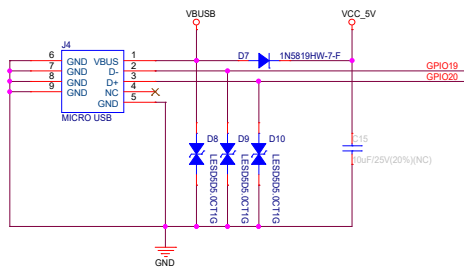 VBUSB
VCC_5V
J4
D7
1N5819HW-7-F
6
GND
VBUS
1
7
GND
D-
2
GPIO19
8
GND
D+
3
GPIO20
9
GND
NC
4
GND
5
MICRO USB
D8
D9
D10
LESD5D5.0CT1G
LESD5D5.0CT1G
LESD5D5.0CT1G
C15
10uF/25V(20%)(NC)
GND